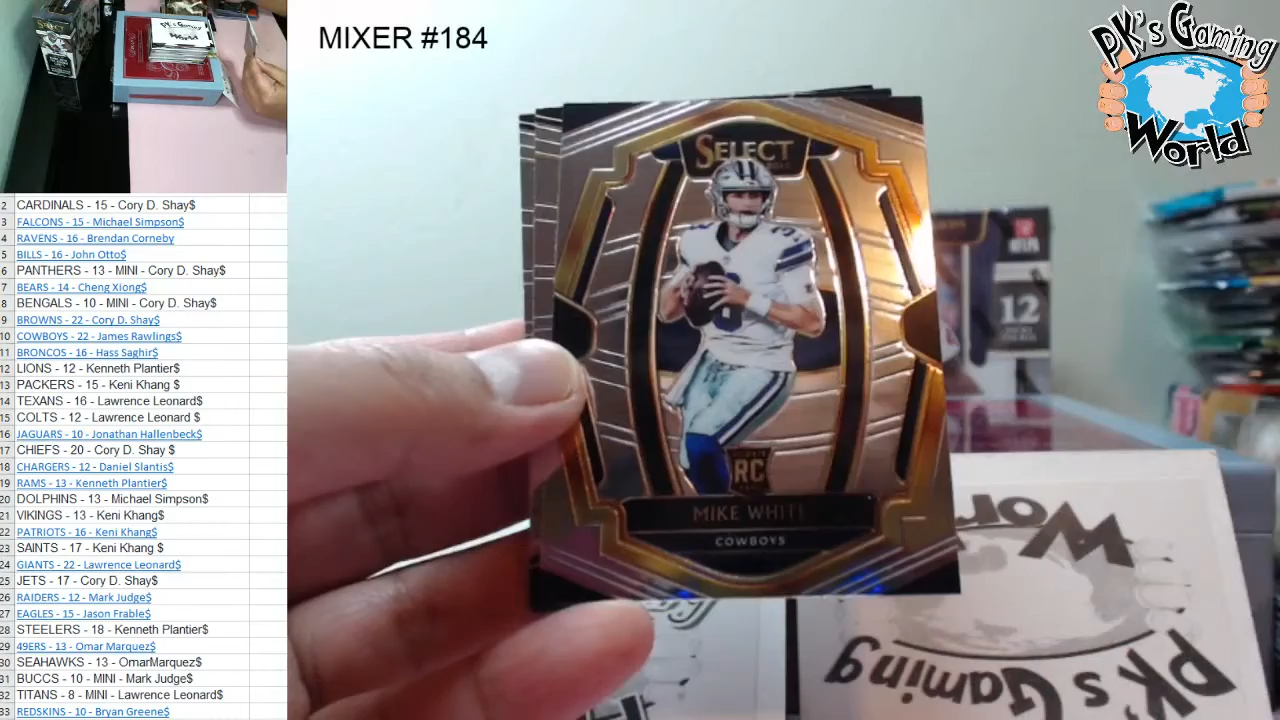 MIXER #184
PK's Gaming
World
SELECT
MIKE WHITE
COWBOYS
RC
12
2 CARDINALS - 15 - Cory D. Shay$
3 FALCONS - 15 - Michael Simpson$
4 RAVENS - 16 - Brendan Corneby
5 BILLS - 16 - John Otto$
6 PANTHERS - 13 - MINI - Cory D. Shay$
7 BEARS - 14 - Cheng Xiong$
8 BENGALS - 10 - MINI - Cory D. Shay$
9 BROWNS - 22 - Cory D. Shay$
10 COWBOYS - 22 - James Rawlings$
11 BRONCOS - 16 - Hass Saghir$
12 LIONS - 12 - Kenneth Plantier$
13 PACKERS - 15 - Keni Khang $
14 TEXANS - 16 - Lawrence Leonard$
15 COLTS - 12 - Lawrence Leonard $
16 JAGUARS - 10 - Jonathan Hallenbeck$
17 CHIEFS - 20 - Cory D. Shay $
18 CHARGERS - 12 - Daniel Slantis$
19 RAMS - 13 - Kenneth Plantier$
20 DOLPHINS - 13 - Michael Simpson$
21 VIKINGS - 13 - Keni Khang$
22 PATRIOTS - 16 - Keni Khang$
23 SAINTS - 17 - Keni Khang $
24 GIANTS - 22 - Lawrence Leonard$
25 JETS - 17 - Cory D. Shay$
26 RAIDERS - 12 - Mark Judge$
27 EAGLES - 15 - Jason Frable$
28 STEELERS - 18 - Kenneth Plantier$
29 49ERS - 13 - Omar Marquez$
30 SEAHAWKS - 13 - OmarMarquez$
31 BUCCS - 10 - MINI - Mark Judge$
32 TITANS - 8 - MINI - Lawrence Leonard$
33 REDSKINS - 10 - Bryan Greene$
PK's Gaming
World